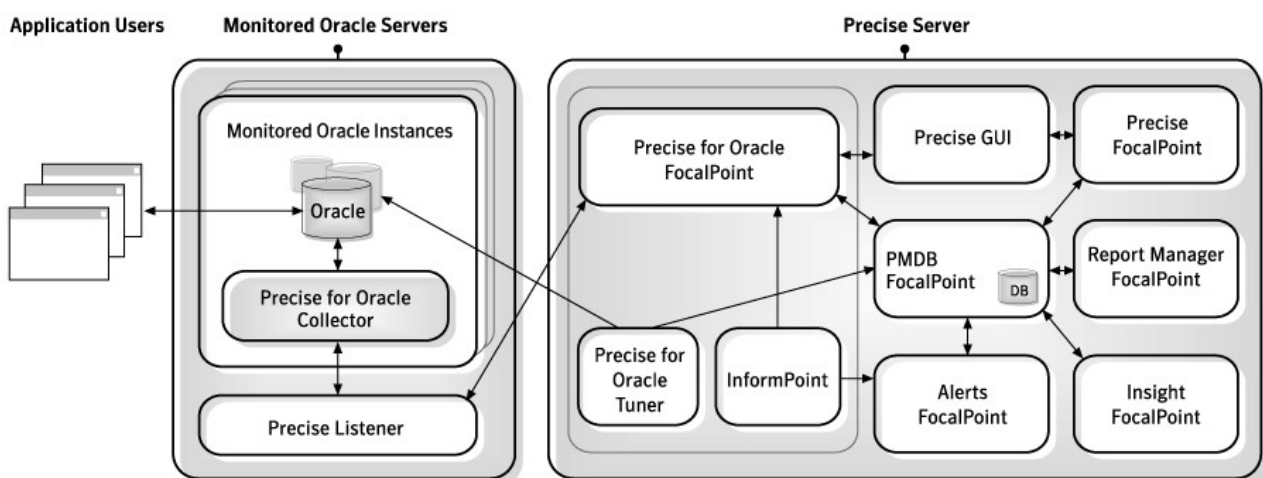 Application Users
Monitored Oracle Servers
Precise Server
Monitored Oracle Instances
Oracle
Precise for Oracle
Collector
Precise Listener
Precise for Oracle
FocalPoint
Precise GUI
Precise
FocalPoint
PMDB
FocalPoint
DB
Report Manager
FocalPoint
Precise for
Oracle
Tuner
InformPoint
Alerts
FocalPoint
Insight
FocalPoint